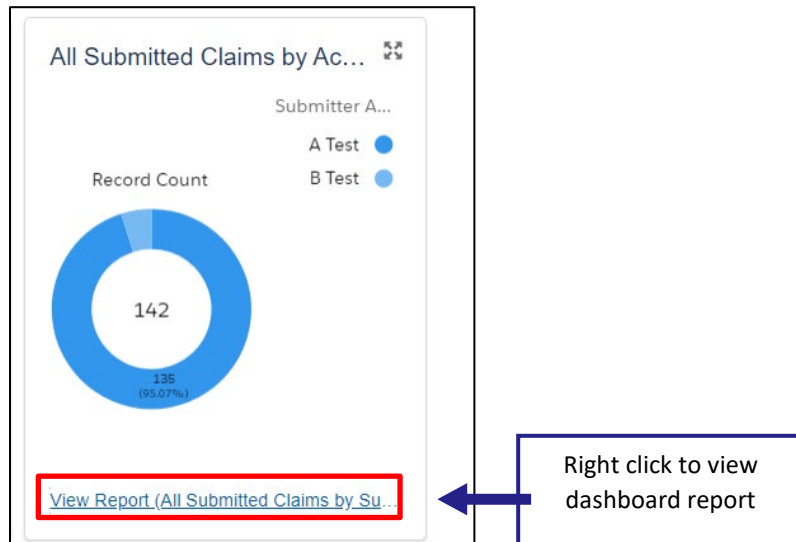 All Submitted Claims by Ac...
Submitter A...
A Test
B Test
Record Count
142
135
(95.07%)
View Report (All Submitted Claims by Su...
Right click to view
dashboard report